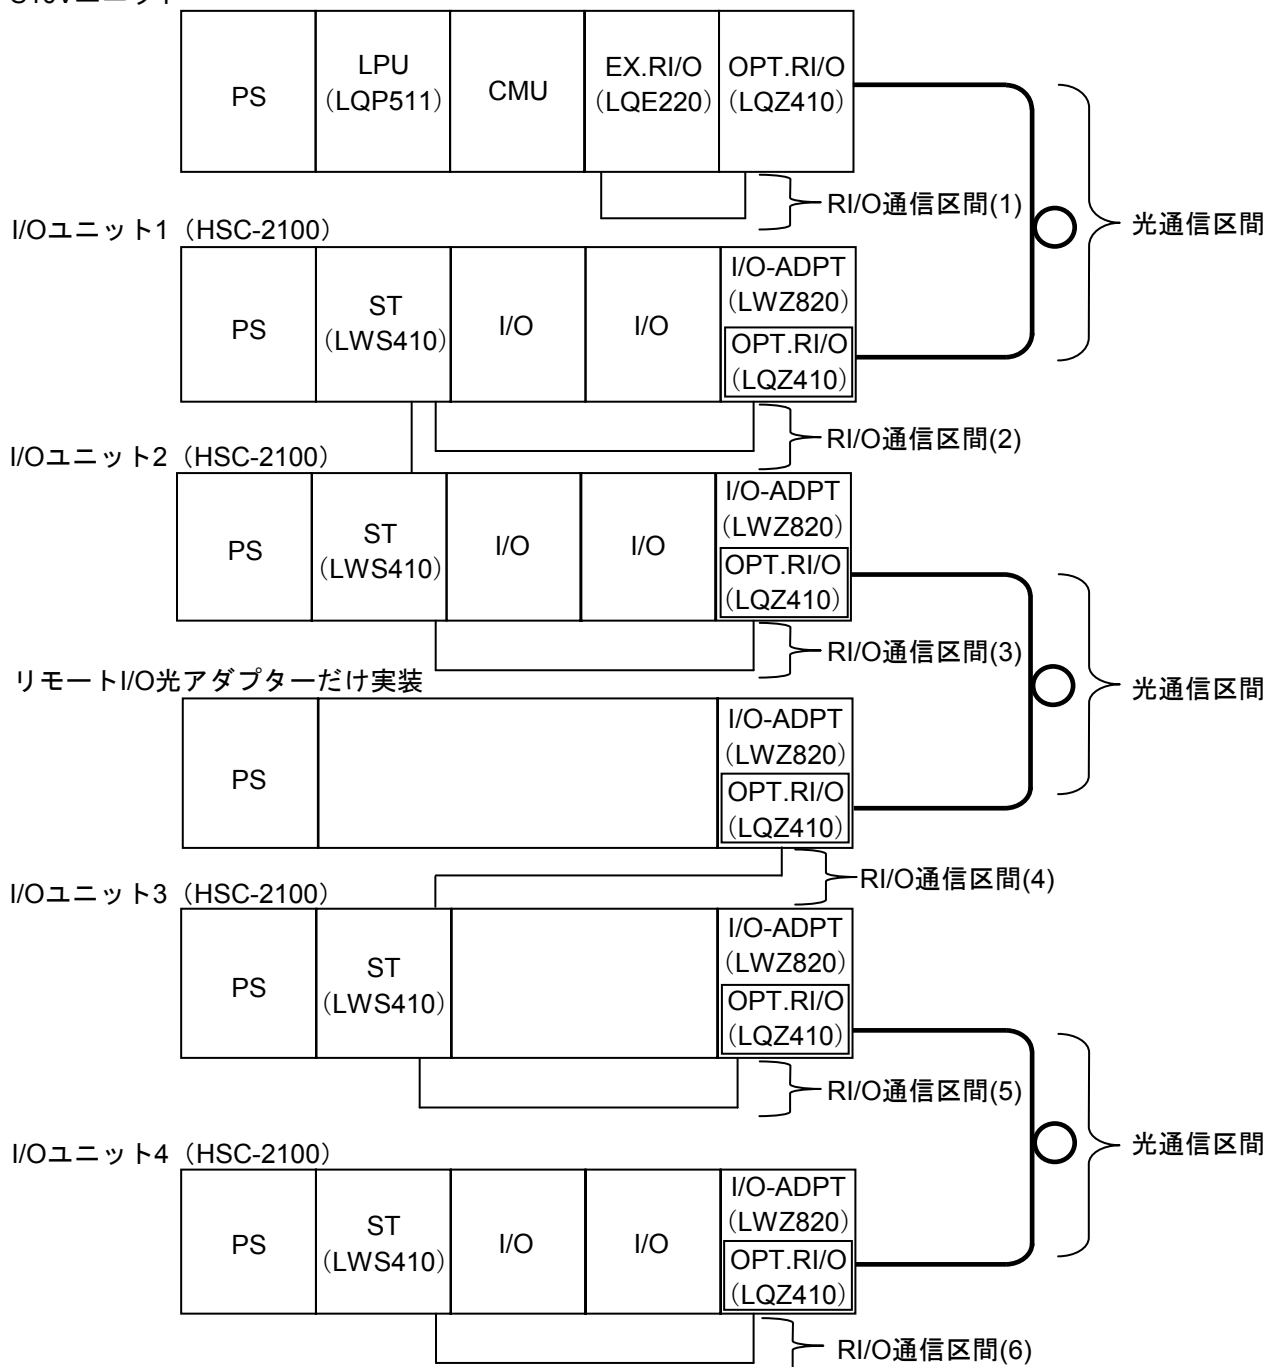 PS
LPU
(LQP511)
CMU
EX.RI/O
(LQE220)
OPT.RI/O
(LQZ410)
RI/O通信区間(1)
光通信区間
I/Oユニット1（HSC-2100）
PS
ST
（LWS410）
I/O
I/O
I/O-ADPT
（LWZ820）
OPT.RI/O
（LQZ410）
RI/O通信区間(2)
I/Oユニット2（HSC-2100）
PS
ST
（LWS410）
I/O
I/O
I/O-ADPT
（LWZ820）
OPT.RI/O
（LQZ410）
RI/O通信区間(3)
光通信区間
リモートI/O光アダプターだけ実装
PS
I/O-ADPT
（LWZ820）
OPT.RI/O
（LQZ410）
RI/O通信区間(4)
I/Oユニット3（HSC-2100）
PS
ST
（LWS410）
I/O-ADPT
（LWZ820）
OPT.RI/O
（LQZ410）
RI/O通信区間(5)
光通信区間
I/Oユニット4（HSC-2100）
PS
ST
（LWS410）
I/O
I/O
I/O-ADPT
（LWZ820）
OPT.RI/O
（LQZ410）
RI/O通信区間(6)